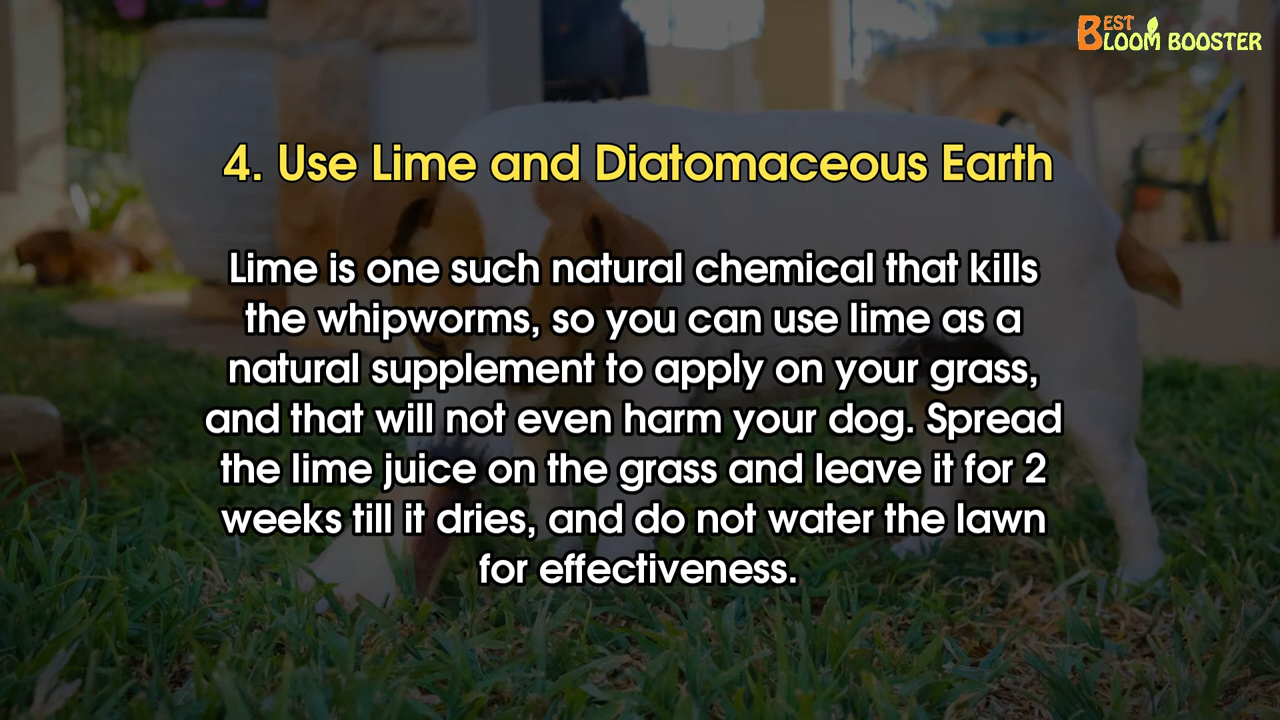 BEST
BLOOM BOOSTER
4. Use Lime and Diatomaceous Earth
Lime is one such natural chemical that kills
the whipworms, so you can use lime as a
natural supplement to apply on your grass,
and that will not even harm your dog. Spread
the lime juice on the grass and leave it for 2
weeks till it dries, and do not water the lawn
for effectiveness.